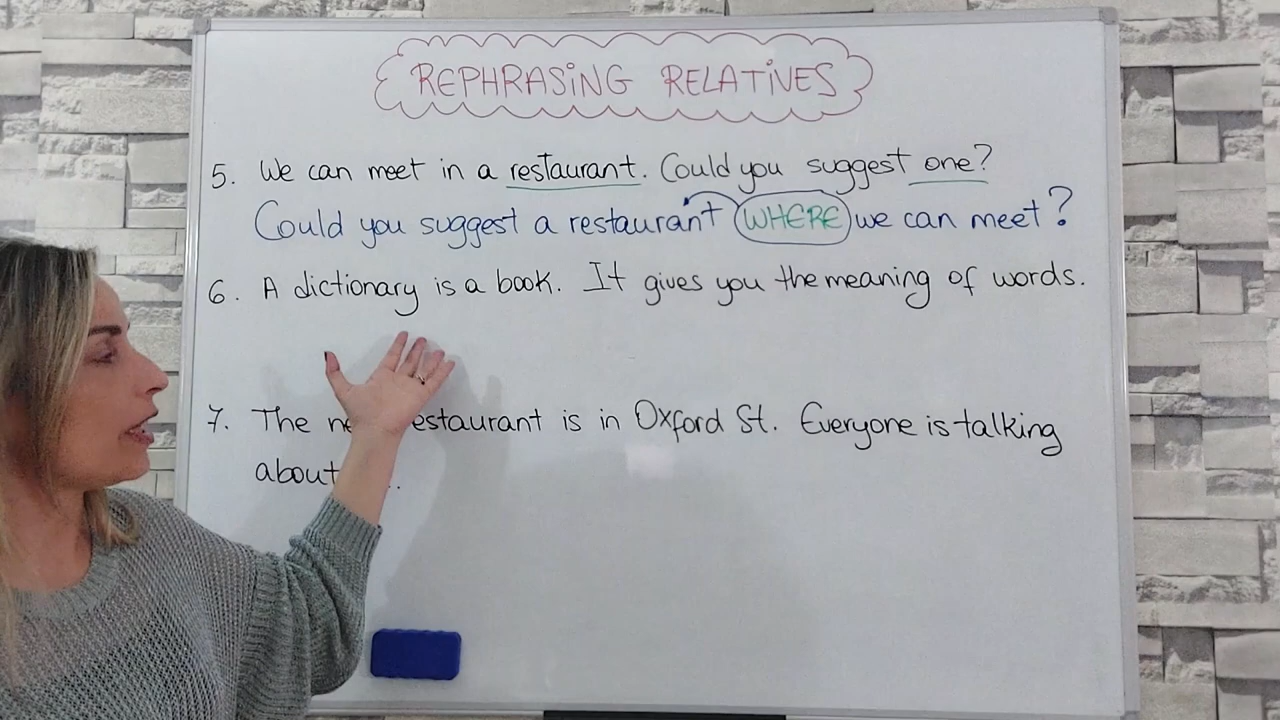 REPHRASING RELATIVES
5. We can meet in a restaurant. Could you suggest one?
Could you suggest a restaurant WHERE we can meet?
6. A dictionary is a book. It gives you the meaning of words.
7. The restaurant is in Oxford St. Everyone is talking
about